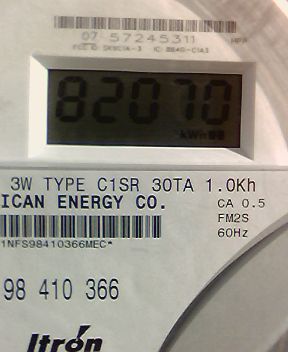 07 57245311
82070
kWh
3W TYPE C1SR 30TA 1.0Kh
ICAN ENERGY CO.
CA 0.5
FM2S
60Hz
1NFS98410366MEC*
98 410 366
Itron